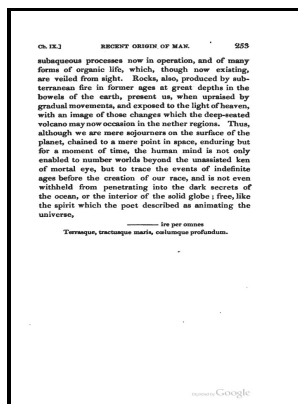 Ch. IX.] RECENT ORIGIN OF MAN. 253
subaqueous processes now in operation, and of many
forms of organic life, which, though now existing,
are veiled from sight. Rocks, also, produced by sub-
terranean fire in former ages at great depths in the
bowels of the earth, present us, when upraised by
gradual movements, and exposed to the light of heaven,
with an image of those changes which the deep-seated
volcano may now occasion in the nether regions. Thus,
although we are mere sojourners on the surface of the
planet, chained to a mere point in space, enduring but
for a moment of time, the human mind is not only
enabled to number worlds beyond the unassisted ken
of mortal eye, but to trace the events of indefinite
ages before the creation of our race, and is not even
withheld from penetrating into the dark secrets of
the ocean, or the interior of the solid globe; free, like
the spirit which the poet described as animating the
universe,
——— ire per omnes
Terrasque, tractusque maris, cœlumque profundum.
Digitized by Google